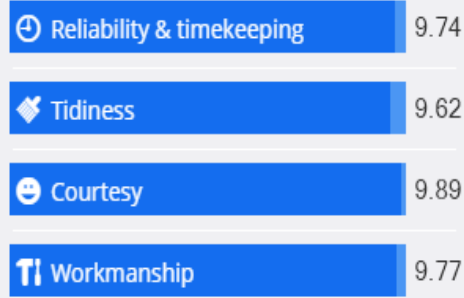 Reliability & timekeeping 9.74
Tidiness 9.62
Courtesy 9.89
Workmanship 9.77